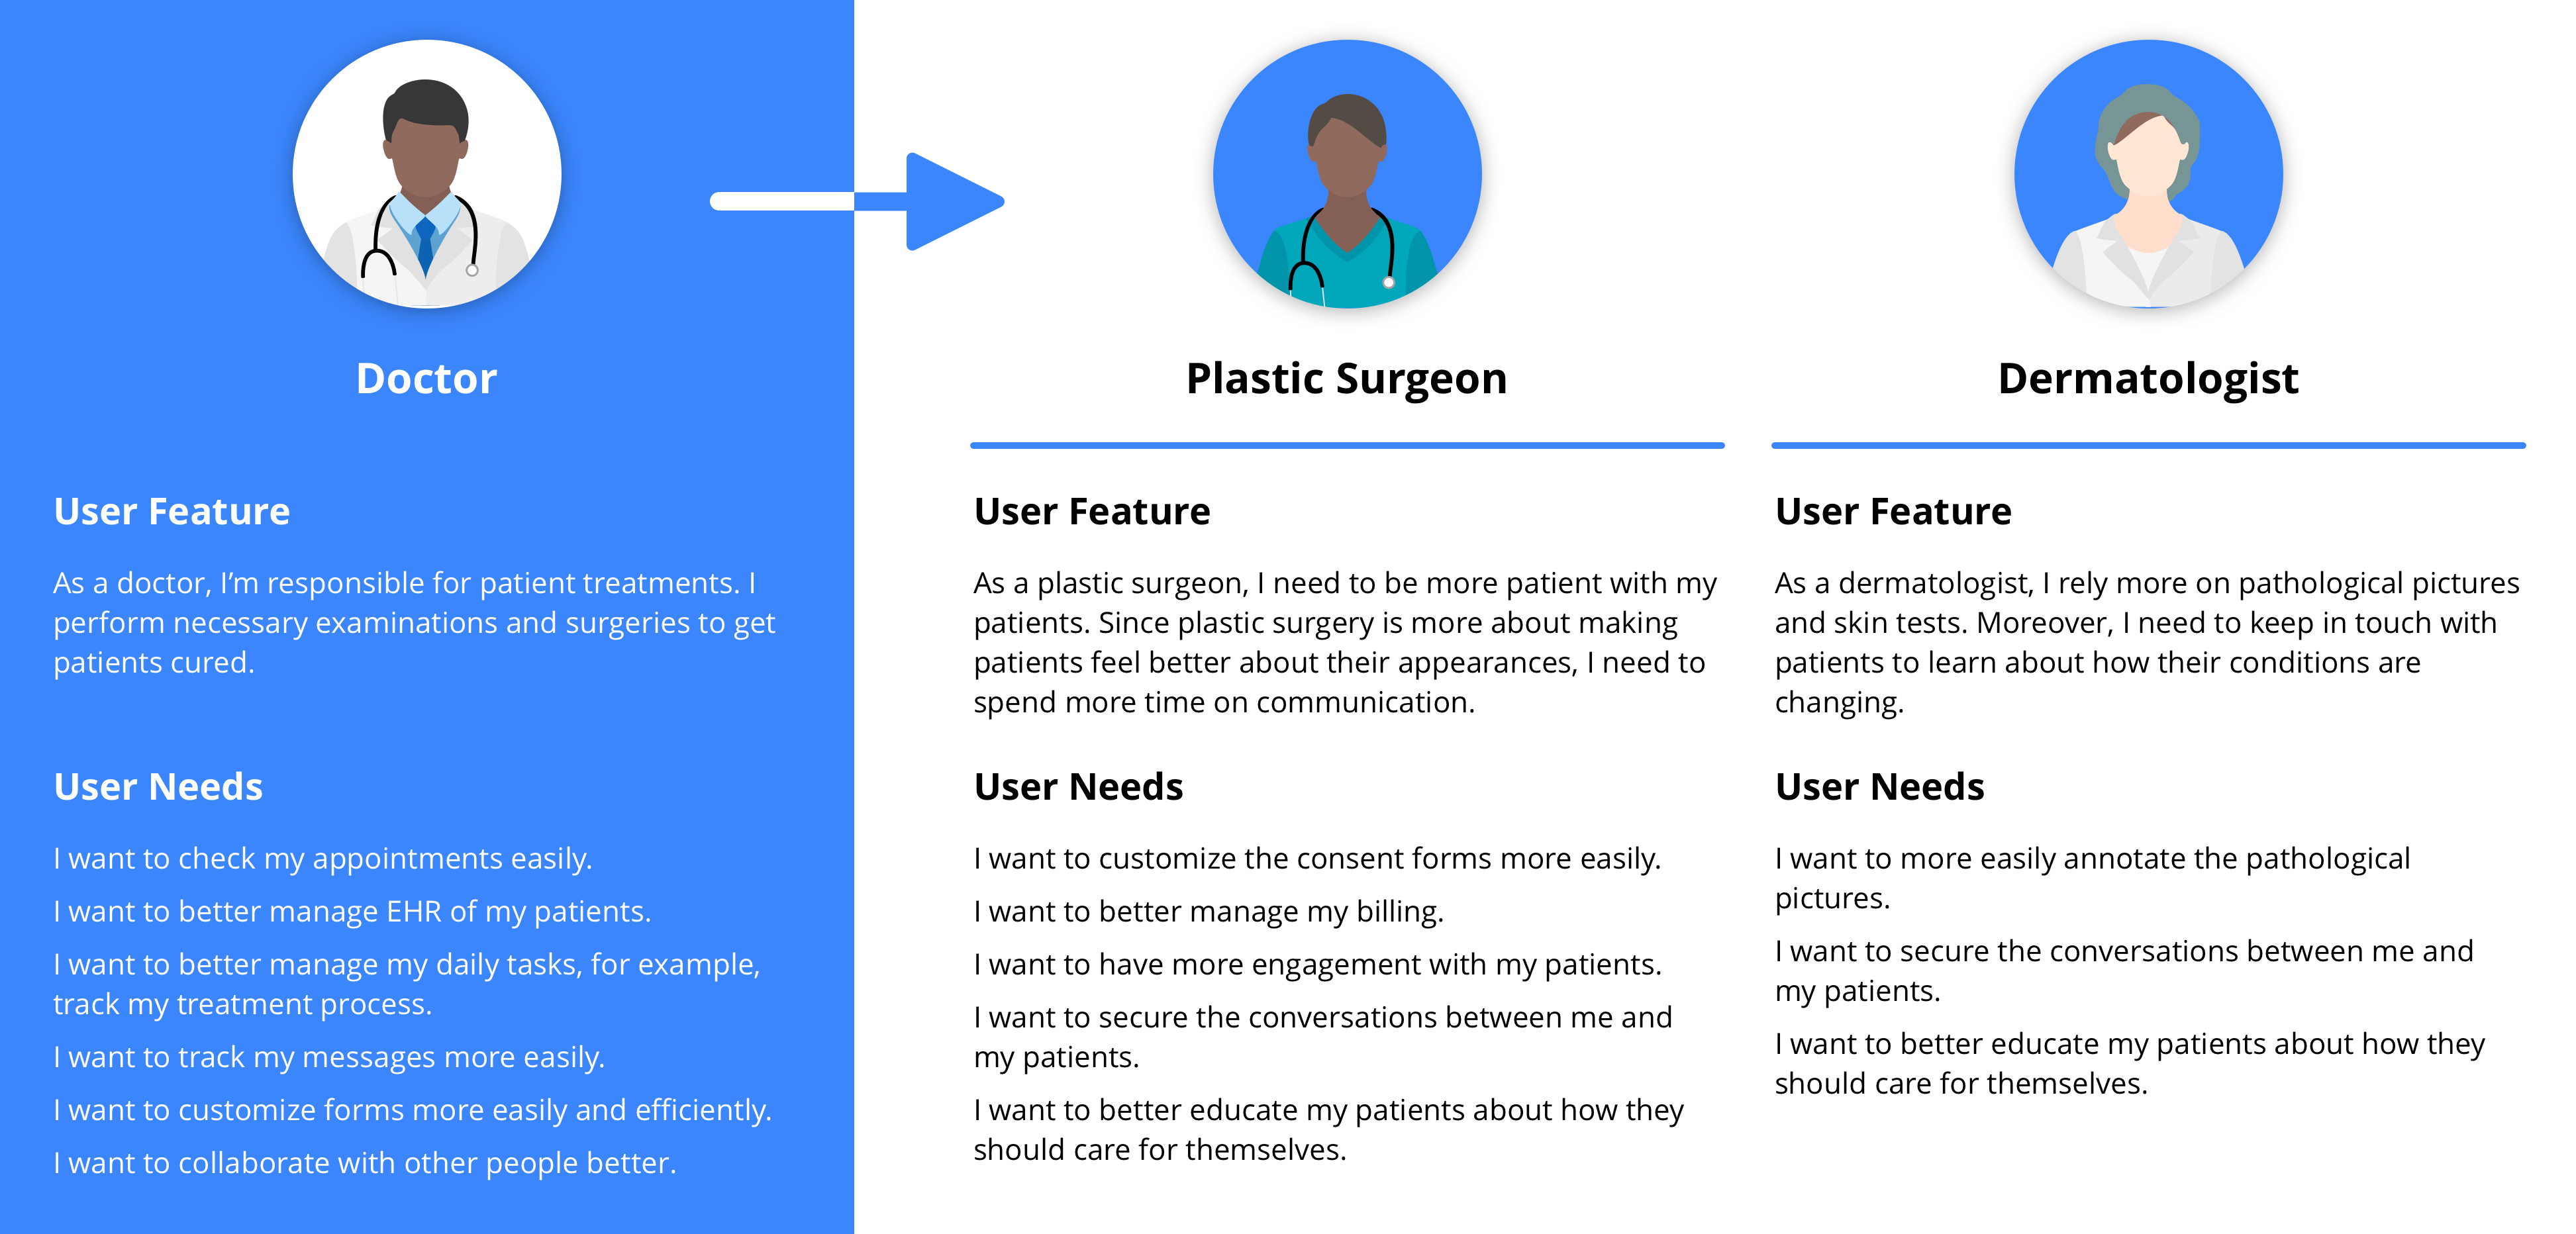 Doctor
User Feature
As a doctor, I’m responsible for patient treatments. I
perform necessary examinations and surgeries to get
patients cured.
User Needs
I want to check my appointments easily.
I want to better manage EHR of my patients.
I want to better manage my daily tasks, for example,
track my treatment process.
I want to track my messages more easily.
I want to customize forms more easily and efficiently.
I want to collaborate with other people better.
Plastic Surgeon
User Feature
As a plastic surgeon, I need to be more patient with my
patients. Since plastic surgery is more about making
patients feel better about their appearances, I need to
spend more time on communication.
User Needs
I want to customize the consent forms more easily.
I want to better manage my billing.
I want to have more engagement with my patients.
I want to secure the conversations between me and
my patients.
I want to better educate my patients about how they
should care for themselves.
Dermatologist
User Feature
As a dermatologist, I rely more on pathological pictures
and skin tests. Moreover, I need to keep in touch with
patients to learn about how their conditions are
changing.
User Needs
I want to more easily annotate the pathological
pictures.
I want to secure the conversations between me and
my patients.
I want to better educate my patients about how they
should care for themselves.